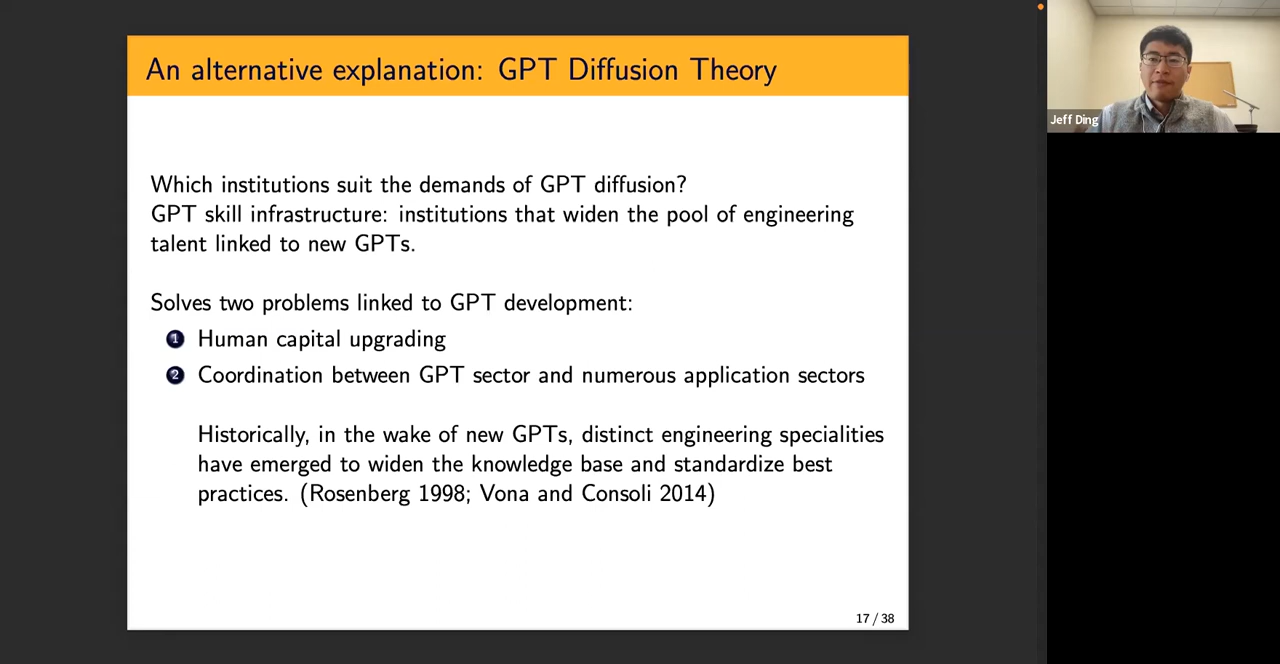 An alternative explanation: GPT Diffusion Theory
Which institutions suit the demands of GPT diffusion?
GPT skill infrastructure: institutions that widen the pool of engineering
talent linked to new GPTs.
Solves two problems linked to GPT development:
1 Human capital upgrading
2 Coordination between GPT sector and numerous application sectors
Historically, in the wake of new GPTs, distinct engineering specialities
have emerged to widen the knowledge base and standardize best
practices. (Rosenberg 1998; Vona and Consoli 2014)
17 / 38
Jeff Ding